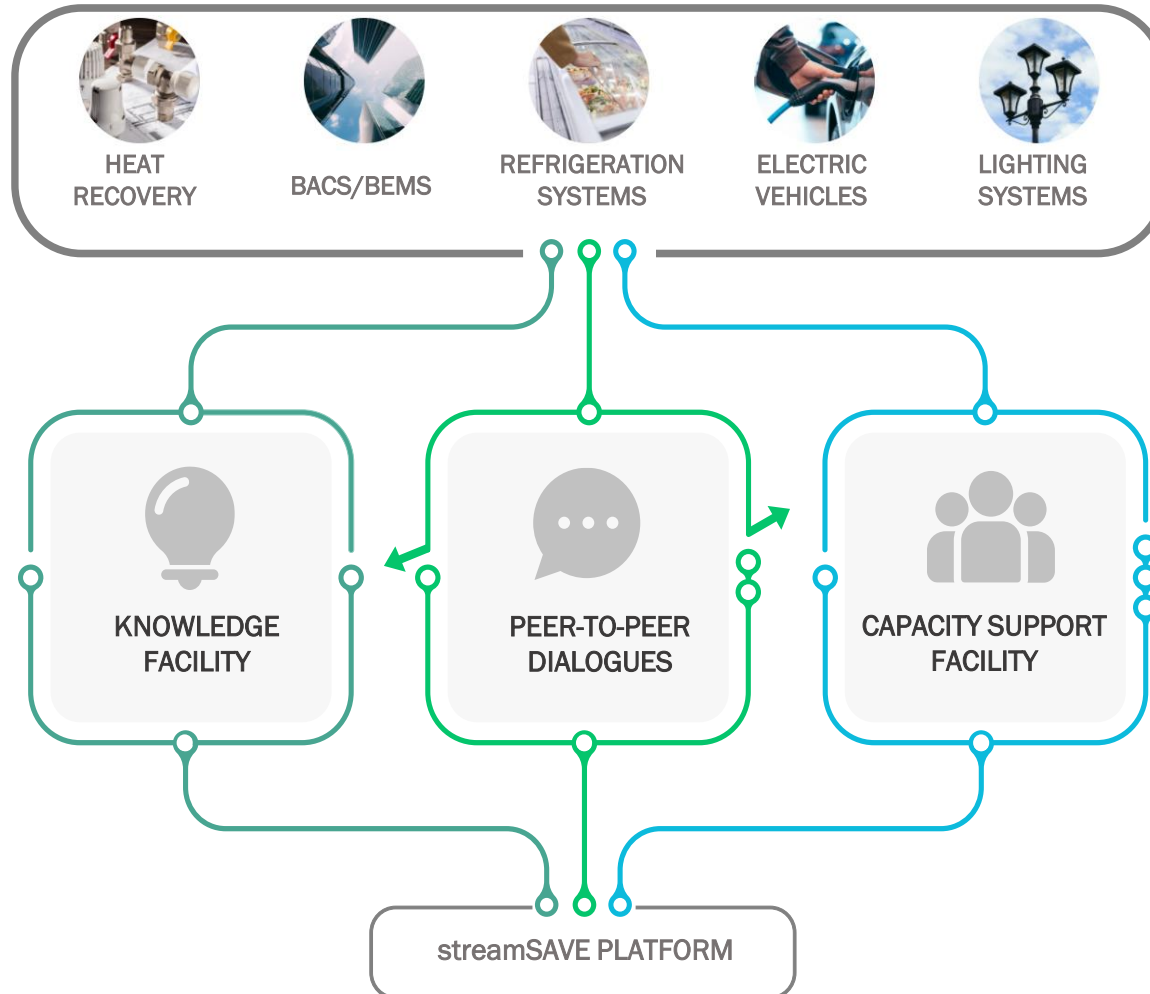 HEAT
RECOVERY
BACS/BEMS
REFRIGERATION
SYSTEMS
ELECTRIC
VEHICLES
LIGHTING
SYSTEMS
KNOWLEDGE
FACILITY
PEER-TO-PEER
DIALOGUES
CAPACITY SUPPORT
FACILITY
streamSAVE PLATFORM